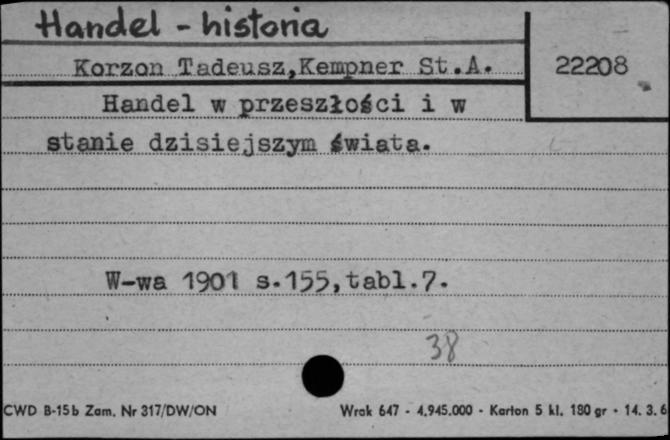 Handel - historia
Korzon Tadeusz,Kempner St.A.
22208
Handel w przeszłości i w
stanie dzisiejszym świata.
W-wa 1901 s.155,tabl.7.
38
CWD B-15b Zam. Nr 317/DW/ON
Wrak 647 - 4.945.000 - Karton 5 kl. 180 gr - 14. 3. 6